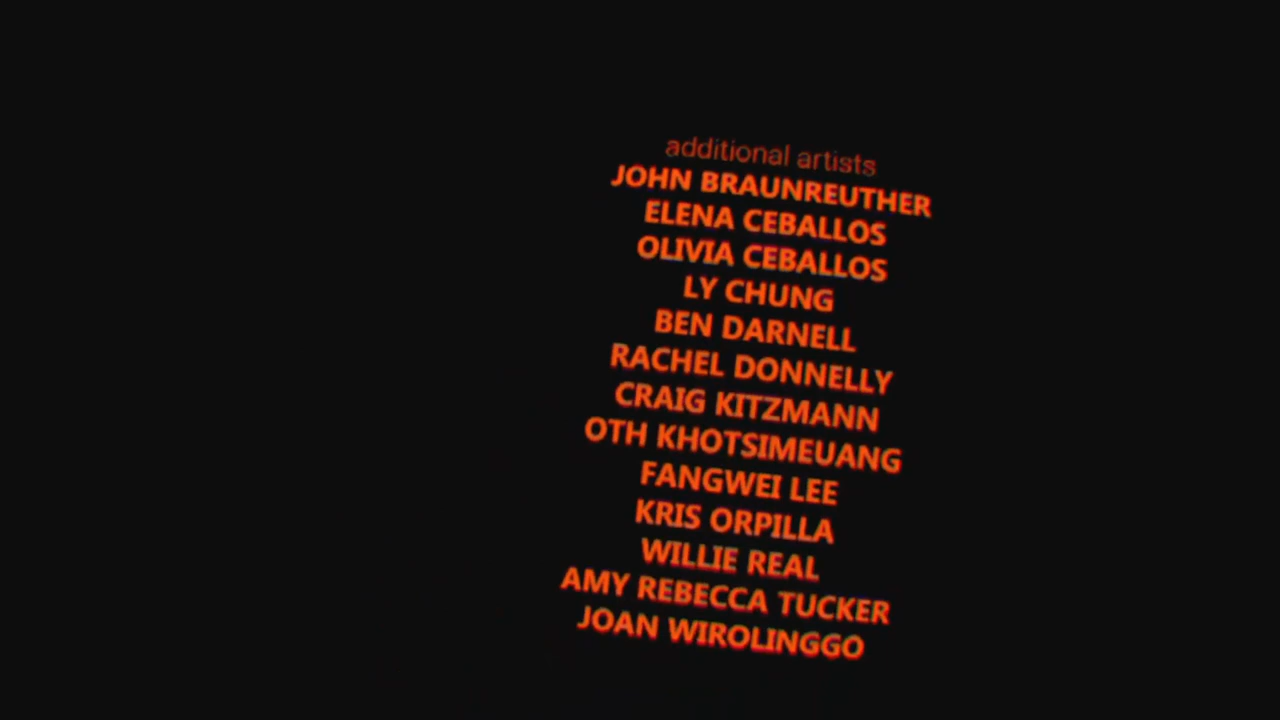 additional artists
JOHN BRAUNREUTHER
ELENA CEBALLOS
OLIVIA CEBALLOS
LY CHUNG
BEN DARNELL
RACHEL DONNELLY
CRAIG KITZMANN
OTH KHOTSIMEUANG
FANGWEI LEE
KRIS ORPILLA
WILLIE REAL
AMY REBECCA TUCKER
JOAN WIROLINGGO